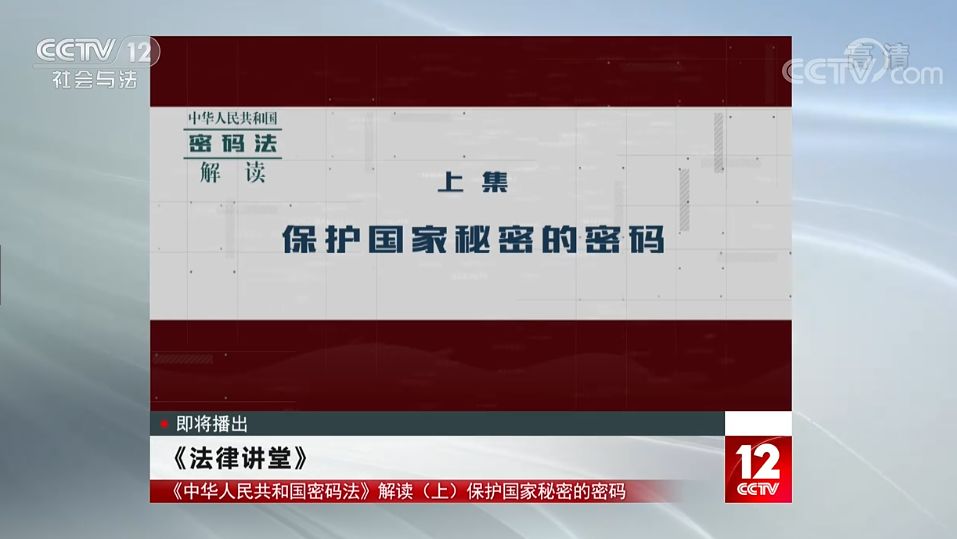 CCTV 12
社会与法
高清
CCTV.com
中华人民共和国
密码法
解 读
上 集
保护国家秘密的密码
即将播出
《法律讲堂》
《中华人民共和国密码法》解读（上）保护国家秘密的密码
12
CCTV